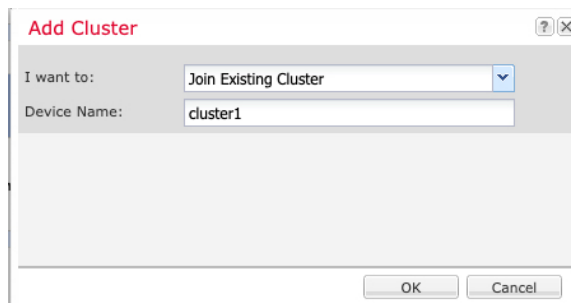 Add Cluster
?
I want to: Join Existing Cluster
Device Name: cluster1
OK Cancel